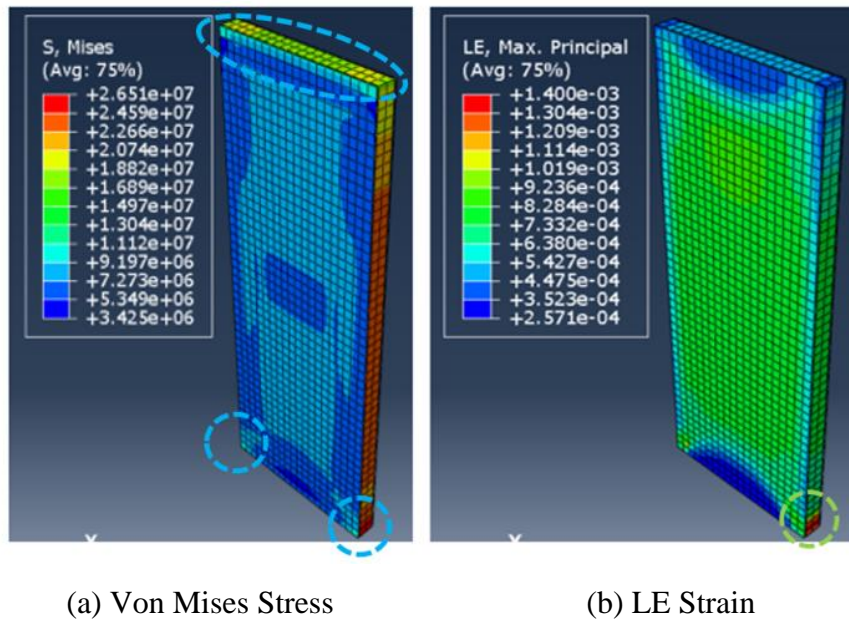 S, Mises
(Avg: 75%)
+2.651e+07
+2.459e+07
+2.266e+07
+2.074e+07
+1.882e+07
+1.689e+07
+1.497e+07
+1.304e+07
+1.112e+07
+9.197e+06
+7.273e+06
+5.349e+06
+3.425e+06
LE, Max. Principal
(Avg: 75%)
+1.400e-03
+1.304e-03
+1.209e-03
+1.114e-03
+1.019e-03
+9.236e-04
+8.284e-04
+7.332e-04
+6.380e-04
+5.427e-04
+4.475e-04
+3.523e-04
+2.571e-04
(a) Von Mises Stress
(b) LE Strain